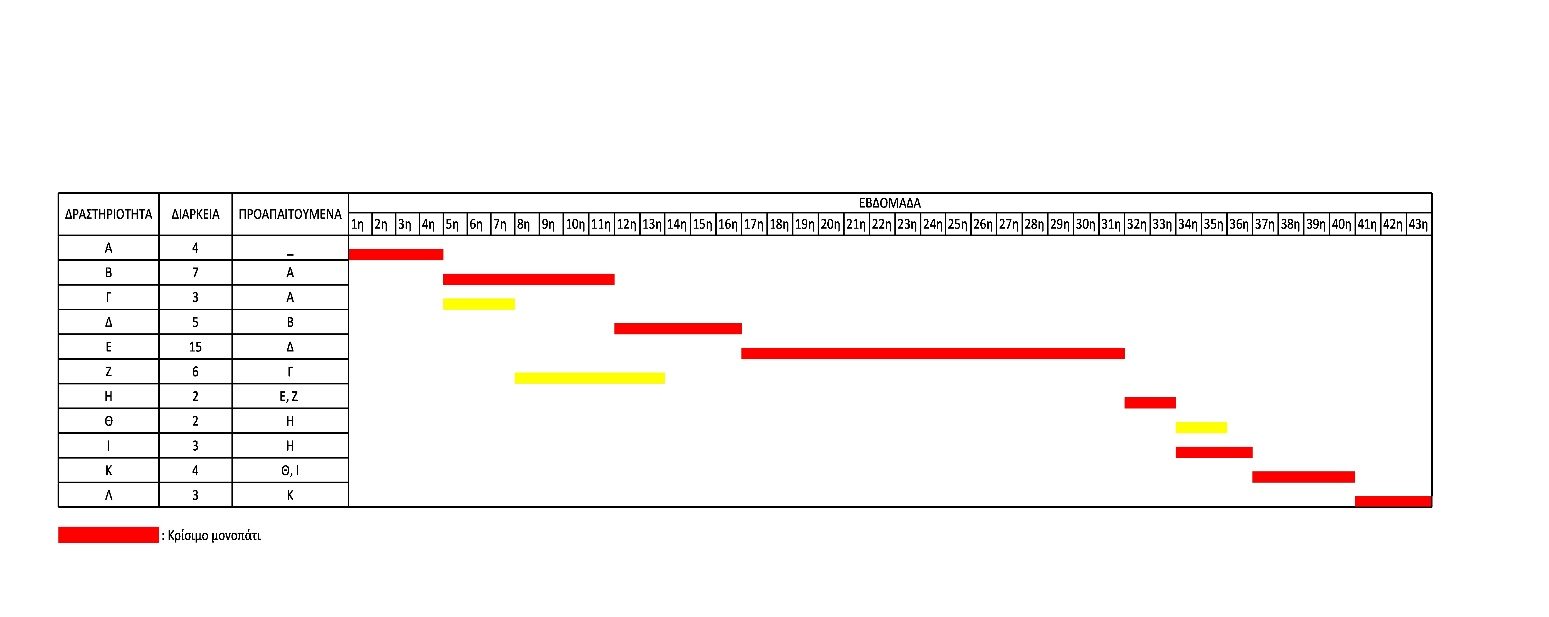 ΔΡΑΣΤΗΡΙΟΤΗΤΑ ΔΙΑΡΚΕΙΑ ΠΡΟΑΠΑΙΤΟΥΜΕΝΑ ΕΒΔΟΜΑΔΑ
1η 2η 3η 4η 5η 6η 7η 8η 9η 10η 11η 12η 13η 14η 15η 16η 17η 18η 19η 20η 21η 22η 23η 24η 25η 26η 27η 28η 29η 30η 31η 32η 33η 34η 35η 36η 37η 38η 39η 40η 41η 42η 43η
Α 4 _
Β 7 Α
Γ 3 Α
Δ 5 Β
Ε 15 Δ
Ζ 6 Γ
Η 2 Ε, Ζ
Θ 2 Η
Ι 3 Η
Κ 4 Θ, Ι
Λ 3 Κ
: Κρίσιμο μονοπάτι